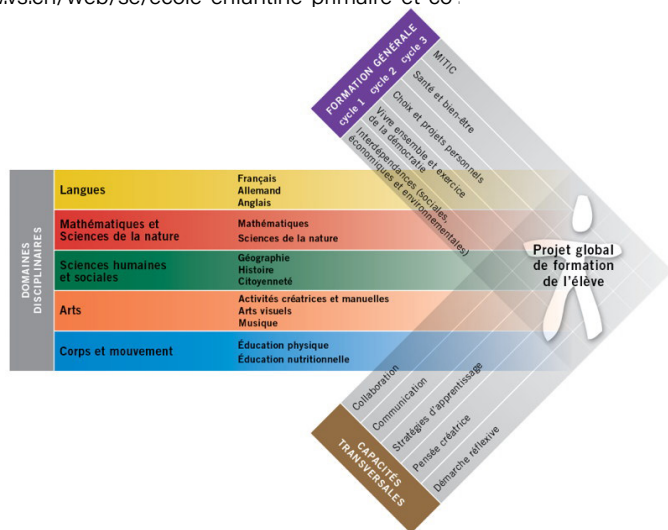 .vs.ch/web/se/ecole-enfantine-primaire-et-co
FORMATION GÉNÉRALE
cycle 1 cycle 2 cycle 3
MITIC
Santé et bien-être
Choix et projets personnels
Vivre ensemble et exercice
de la démocratie
Interdépendances (sociales,
économiques et environnementales)
DOMAINES
DISCIPLINAIRES
Langues
Français
Allemand
Anglais
Mathématiques et
Sciences de la nature
Mathématiques
Sciences de la nature
Sciences humaines
et sociales
Géographie
Histoire
Citoyenneté
Arts
Activités créatrices et manuelles
Arts visuels
Musique
Corps et mouvement
Éducation physique
Éducation nutritionnelle
Projet global
de formation
de l'élève
Collaboration
Communication
Stratégies d'apprentissage
Pensée créatrice
Démarche réflexive
CAPACITÉS
TRANSVERSALES